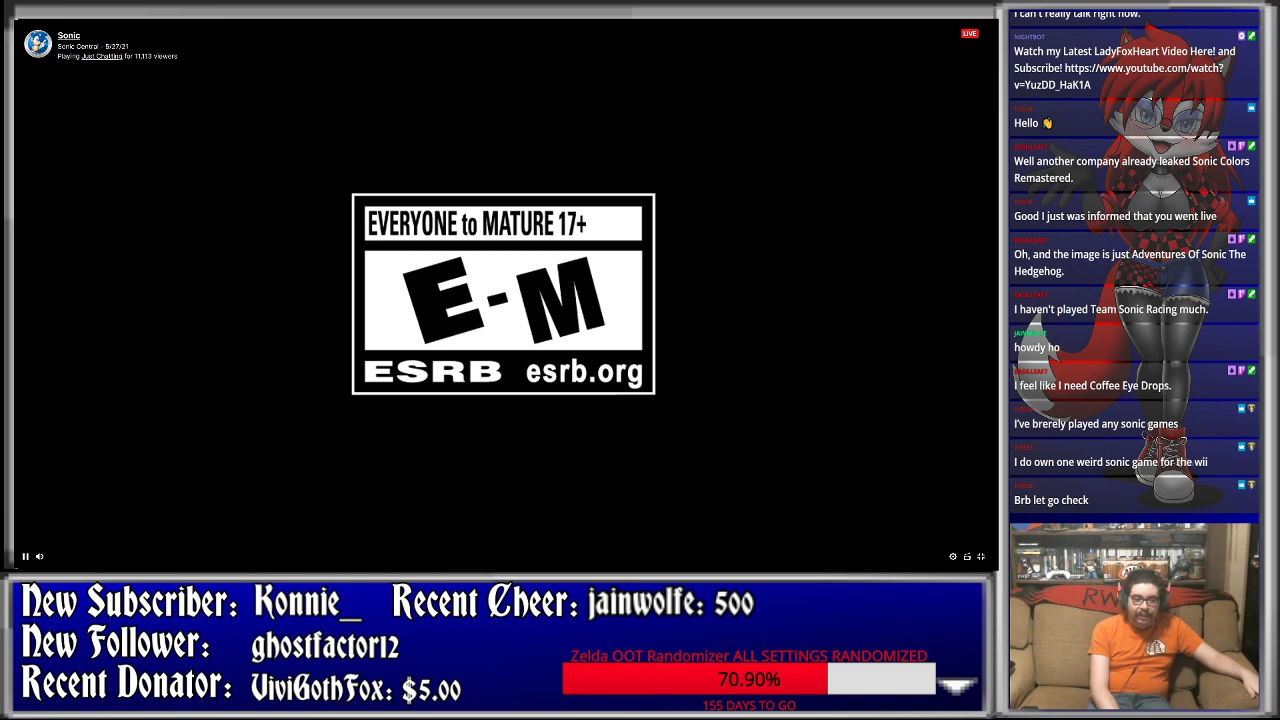 Sonic
Sonic Central - 5/27/21
Playing Just Chatting for 11,113 viewers
LIVE
EVERYONE to MATURE 17+
E-M
ESRB esrb.org
I can't really talk right now.
NIGHTBOT
Watch my Latest LadyFoxHeart Video Here! and
Subscribe! https://www.youtube.com/watch?
v=YuzDD_HaK1A
Hello 👏
Well another company already leaked Sonic Colors
Remastered.
Good I just was informed that you went live
Oh, and the image is just Adventures Of Sonic The
Hedgehog.
I haven't played Team Sonic Racing much.
JAINWOLFE
howdy ho
I feel like I need Coffee Eye Drops.
I've brerely played any sonic games
I do own one weird sonic game for the wii
Brb let go check
New Subscriber: Konnie_ Recent Cheer: jainwolfe: 500
New Follower: ghostfactor12
Recent Donator: ViviGothFox: $5.00
Zelda OOT Randomizer ALL SETTINGS RANDOMIZED
70.90%
155 DAYS TO GO
RW